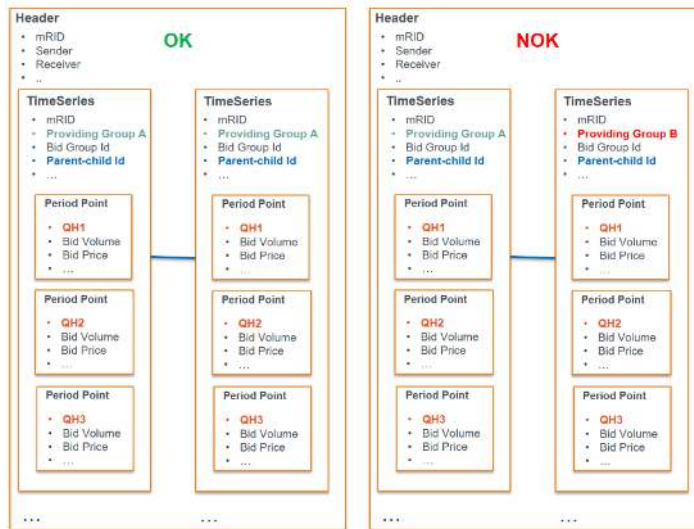 Header
• mRID
• Sender
• Receiver
• ..
OK
TimeSeries
• mRID
• Providing Group A
• Bid Group Id
• Parent-child Id
• ...
Period Point
• QH1
• Bid Volume
• Bid Price
• ...
Period Point
• QH2
• Bid Volume
• Bid Price
• ...
Period Point
• QH3
• Bid Volume
• Bid Price
• ...
...
TimeSeries
• mRID
• Providing Group A
• Bid Group Id
• Parent-child Id
• ...
Period Point
• QH1
• Bid Volume
• Bid Price
• ...
Period Point
• QH2
• Bid Volume
• Bid Price
• ...
Period Point
• QH3
• Bid Volume
• Bid Price
• ...
...
Header
• mRID
• Sender
• Receiver
• ..
NOK
TimeSeries
• mRID
• Providing Group A
• Bid Group Id
• Parent-child Id
• ...
Period Point
• QH1
• Bid Volume
• Bid Price
• ...
Period Point
• QH2
• Bid Volume
• Bid Price
• ...
Period Point
• QH3
• Bid Volume
• Bid Price
• ...
...
TimeSeries
• mRID
• Providing Group B
• Bid Group Id
• Parent-child Id
• ...
Period Point
• QH1
• Bid Volume
• Bid Price
• ...
Period Point
• QH2
• Bid Volume
• Bid Price
• ...
Period Point
• QH3
• Bid Volume
• Bid Price
• ...
...